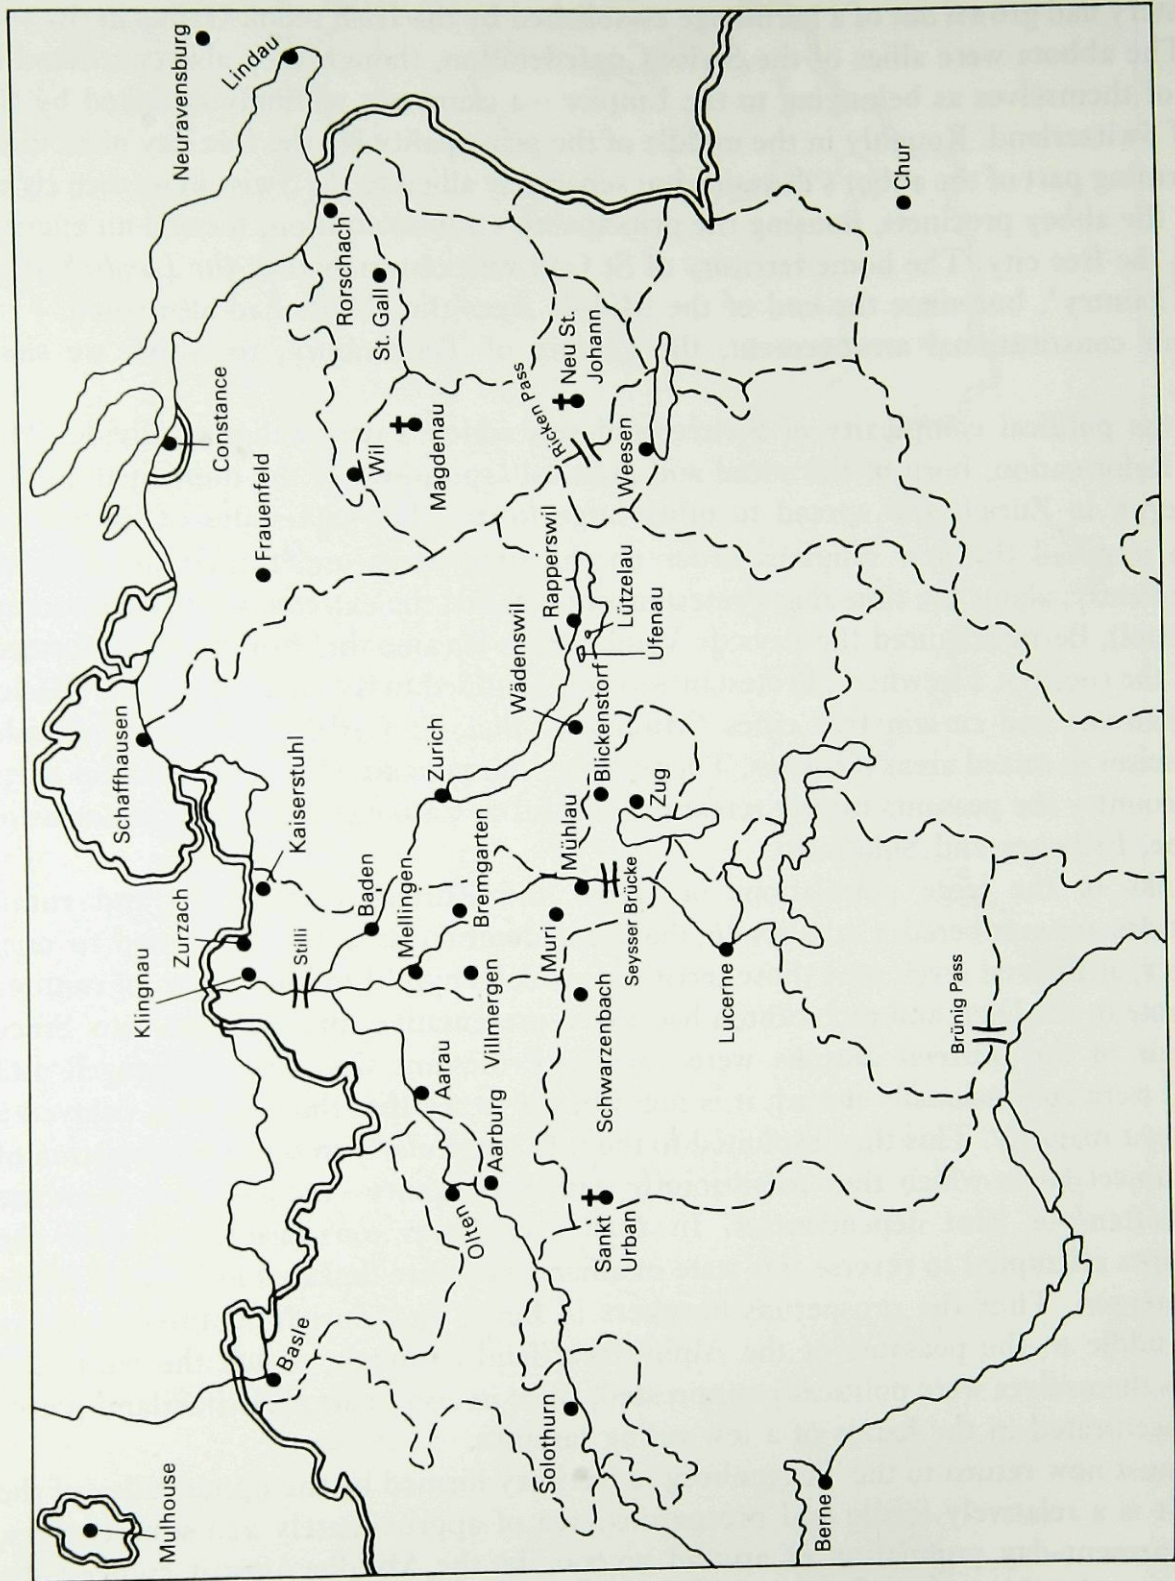 Mulhouse
Schaffhausen
Neuravensburg
Klingnau
Zurzach
Lindau
Constance
Kaiserstuhl
Basle
Stilli
Frauenfeld
Rorschach
Baden
Wil
St. Gall
Mellingen
Zurich
Aarau
Magdenau
Olten
Bremgarten
Villmergen
Aarburg
Wädenswil
Ricken Pass
Solothurn
Muri
Rapperswil
Neu St.
Johann
Mühlau
Blickenstorf
Schwarzenbach
Sankt
Urban
Lützelau
Weesen
Seysser Brücke
Ufenau
Zug
Lucerne
Berne
Chur
Brünig Pass